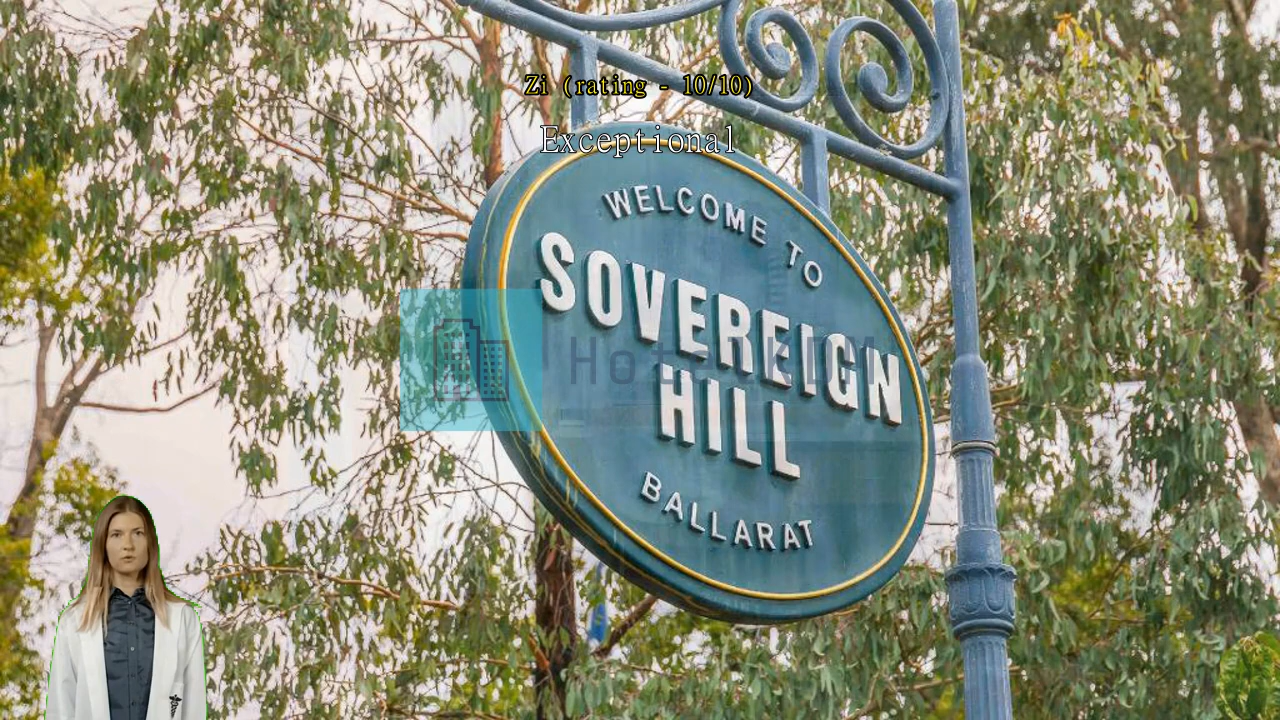 Zi (rating - 10/10)
Exceptional
WELCOME TO
SOVEREIGN
HILL
BALLARAT